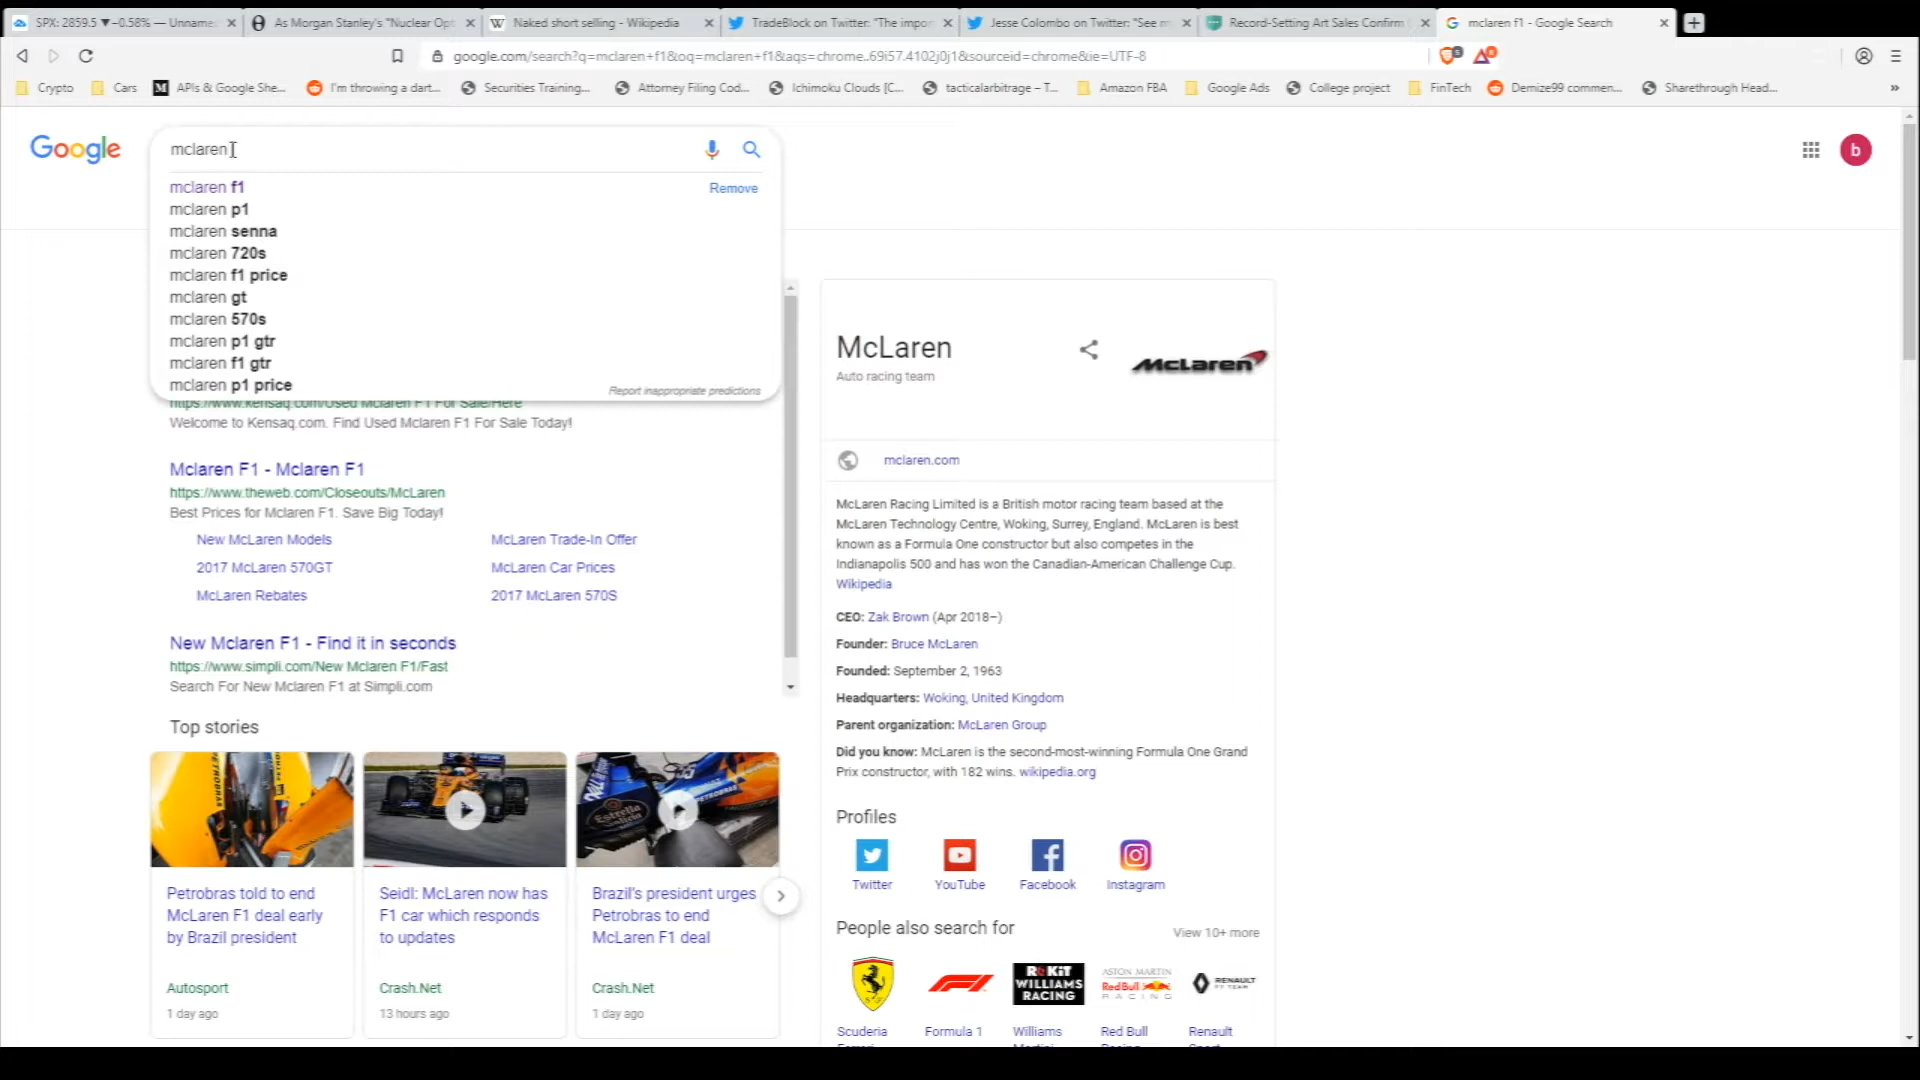 SPX: 2859.5 ▼−0.58% — Unname
As Morgan Stanley's "Nuclear Opt
Naked short selling - Wikipedia
TradeBlock on Twitter: "The impor
Jesse Colombo on Twitter: "See m
Record-Setting Art Sales Confirm
mclaren f1 - Google Search
google.com/search?q=mclaren+f1&oq=mclaren+f1&aqs=chrome..69i57.4102j0j1&sourceid=chrome&ie=UTF-8
Crypto
Cars
APIs & Google She...
I'm throwing a dart...
Securities Training...
Attorney Filing Cod...
Ichimoku Clouds [C...
tacticalarbitrage – T...
Amazon FBA
Google Ads
College project
FinTech
Demize99 commen...
Sharethrough Head...
Google
mclaren
b
mclaren f1
Remove
mclaren p1
mclaren senna
mclaren 720s
mclaren f1 price
mclaren gt
mclaren 570s
mclaren p1 gtr
mclaren f1 gtr
mclaren p1 price
Report inappropriate predictions
https://www.kensaq.com/Used Mclaren F1 For Sale/Here
Welcome to Kensaq.com. Find Used Mclaren F1 For Sale Today!
Mclaren F1 - Mclaren F1
https://www.theweb.com/Closeouts/McLaren
Best Prices for Mclaren F1. Save Big Today!
New McLaren Models
McLaren Trade-In Offer
2017 McLaren 570GT
McLaren Car Prices
McLaren Rebates
2017 McLaren 570S
New Mclaren F1 - Find it in seconds
https://www.simpli.com/New Mclaren F1/Fast
Search For New Mclaren F1 at Simpli.com
Top stories
Petrobras told to end
McLaren F1 deal early
by Brazil president
Autosport
1 day ago
Seidl: McLaren now has
F1 car which responds
to updates
Crash.Net
13 hours ago
Estrella
Galicia
PETROBRAS
Brazil's president urges
Petrobras to end
McLaren F1 deal
Crash.Net
1 day ago
McLaren
Auto racing team
McLaren
mclaren.com
McLaren Racing Limited is a British motor racing team based at the
McLaren Technology Centre, Woking, Surrey, England. McLaren is best
known as a Formula One constructor but also competes in the
Indianapolis 500 and has won the Canadian-American Challenge Cup.
Wikipedia
CEO: Zak Brown (Apr 2018–)
Founder: Bruce McLaren
Founded: September 2, 1963
Headquarters: Woking, United Kingdom
Parent organization: McLaren Group
Did you know: McLaren is the second-most-winning Formula One Grand
Prix constructor, with 182 wins. wikipedia.org
Profiles
Twitter
YouTube
Facebook
Instagram
People also search for
View 10+ more
ROKiT
WILLIAMS
RACING
ASTON MARTIN
Red Bull
RACING
RENAULT
Scuderia
Formula 1
Williams
Red Bull
Renault